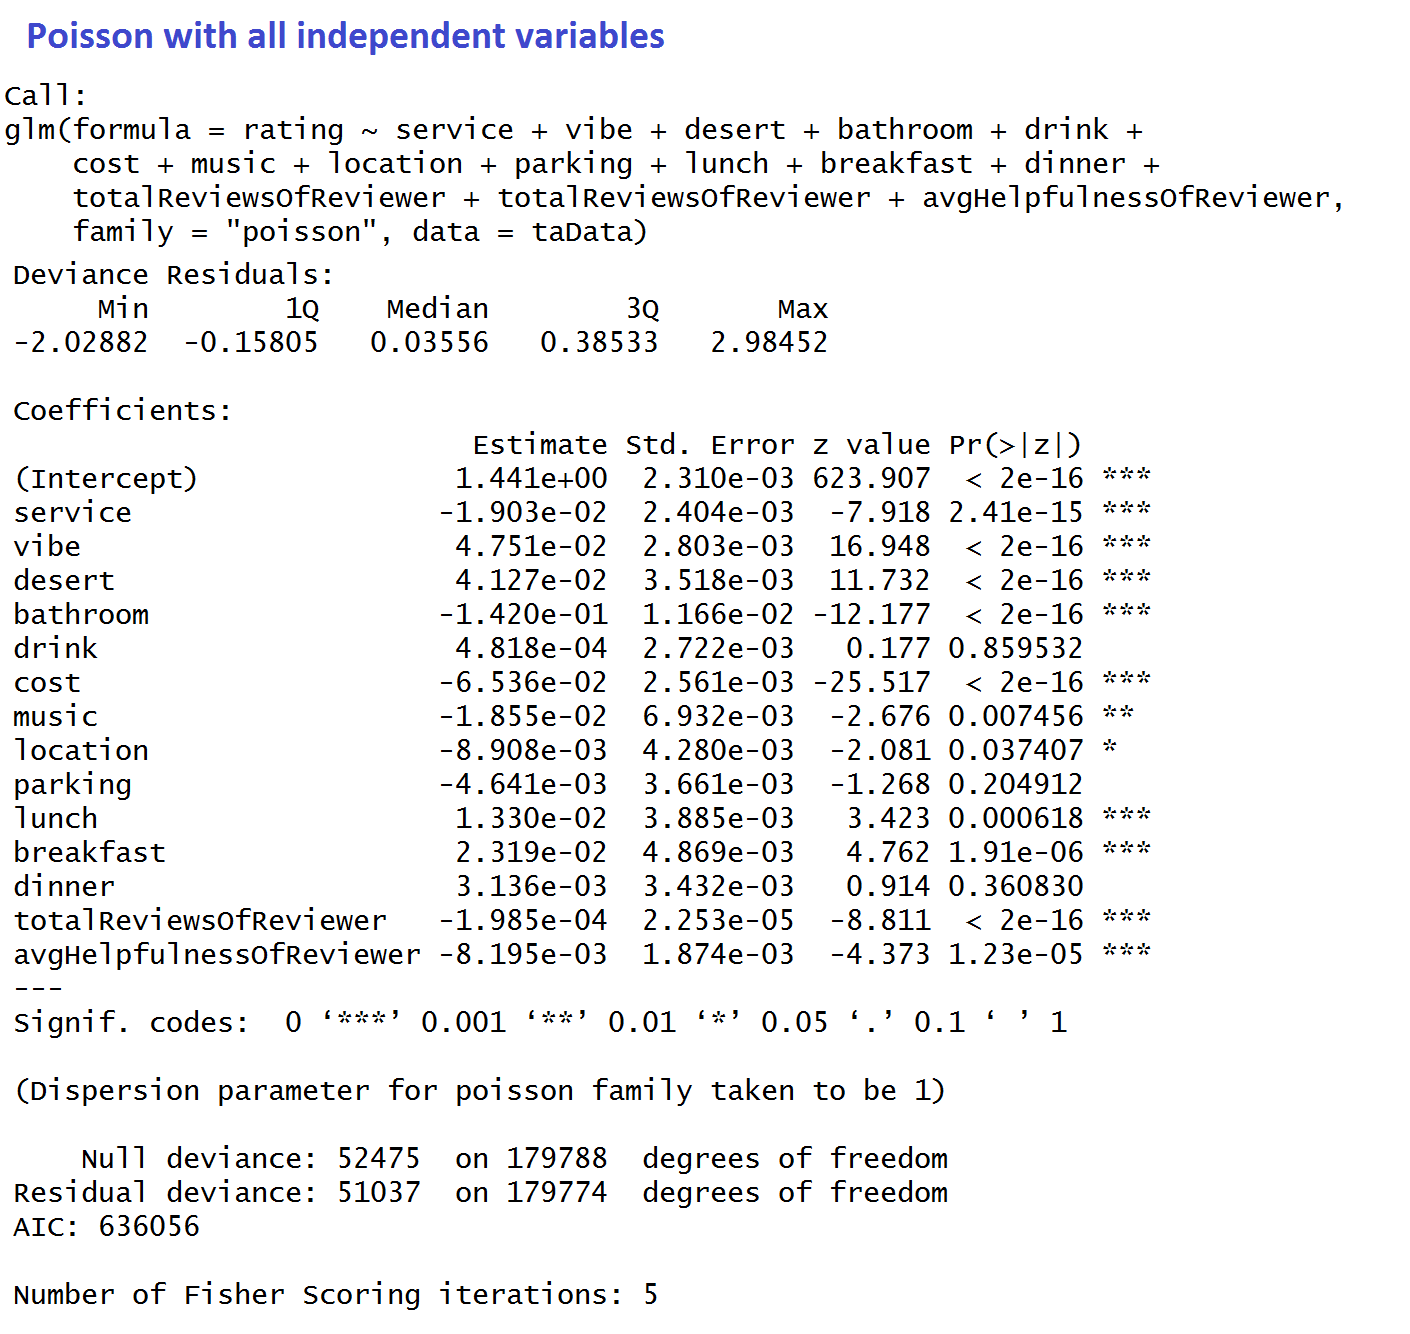 Poisson with all independent variables
Call:
glm(formula = rating ~ service + vibe + desert + bathroom + drink +
    cost + music + location + parking + lunch + breakfast + dinner +
    totalReviewsOfReviewer + totalReviewsOfReviewer + avgHelpfulnessOfReviewer,
    family = "poisson", data = taData)
Deviance Residuals:
     Min        1Q    Median        3Q       Max
-2.02882  -0.15805   0.03556   0.38533   2.98452
Coefficients:
                           Estimate Std. Error z value Pr(>|z|)
(Intercept)               1.441e+00  2.310e-03 623.907  < 2e-16 ***
service                  -1.903e-02  2.404e-03  -7.918 2.41e-15 ***
vibe                      4.751e-02  2.803e-03  16.948  < 2e-16 ***
desert                    4.127e-02  3.518e-03  11.732  < 2e-16 ***
bathroom                 -1.420e-01  1.166e-02 -12.177  < 2e-16 ***
drink                     4.818e-04  2.722e-03   0.177 0.859532
cost                     -6.536e-02  2.561e-03 -25.517  < 2e-16 ***
music                    -1.855e-02  6.932e-03  -2.676 0.007456 **
location                 -8.908e-03  4.280e-03  -2.081 0.037407 *
parking                  -4.641e-03  3.661e-03  -1.268 0.204912
lunch                     1.330e-02  3.885e-03   3.423 0.000618 ***
breakfast                 2.319e-02  4.869e-03   4.762 1.91e-06 ***
dinner                    3.136e-03  3.432e-03   0.914 0.360830
totalReviewsOfReviewer   -1.985e-04  2.253e-05  -8.811  < 2e-16 ***
avgHelpfulnessOfReviewer -8.195e-03  1.874e-03  -4.373 1.23e-05 ***
---
Signif. codes:  0 ‘***’ 0.001 ‘**’ 0.01 ‘*’ 0.05 ‘.’ 0.1 ‘ ’ 1
(Dispersion parameter for poisson family taken to be 1)
    Null deviance: 52475  on 179788  degrees of freedom
Residual deviance: 51037  on 179774  degrees of freedom
AIC: 636056
Number of Fisher Scoring iterations: 5